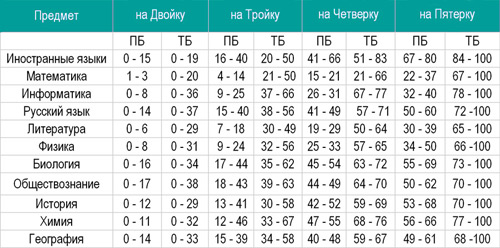 Предмет на Двойку на Тройку на Четверку на Пятерку
ПБ ТБ ПБ ТБ ПБ ТБ ПБ ТБ
Иностранные языки 0 - 15 0 - 19 16 - 40 20 - 50 41 - 66 51 - 83 67 - 80 84 - 100
Математика 1 - 3 0 - 20 4 - 14 21 - 50 15 - 21 21 - 66 22 - 37 67 - 100
Информатика 0 - 8 0 - 36 9 - 25 37 - 66 26 - 31 67 - 77 32 - 40 78 - 100
Русский язык 0 - 14 0 - 37 15 - 40 38 - 56 41 - 49 57 - 71 50 - 60 72 -100
Литература 0 - 6 0 - 29 7 - 18 30 - 49 19 - 29 50 - 64 30 - 39 65 - 100
Физика 0 - 8 0 - 31 9 - 24 32 - 56 25 - 33 57 - 65 34 - 50 66 -100
Биология 0 - 16 0 - 34 17 - 44 35 - 62 45 - 54 63 - 72 55 - 69 73 - 100
Обществознание 0 - 17 0 - 38 18 - 43 39 - 63 44 - 49 64 - 70 50 - 62 70 - 100
История 0 - 12 0 - 29 13 - 41 30 - 58 42 - 52 59 - 69 53 - 68 70 - 100
Химия 0 - 11 0 - 32 12 - 46 33 - 67 47 - 55 68 - 76 56 - 66 77 - 100
География 0 - 14 0 - 33 15 - 39 34 - 58 40 - 48 59 - 67 49 - 61 68 - 100